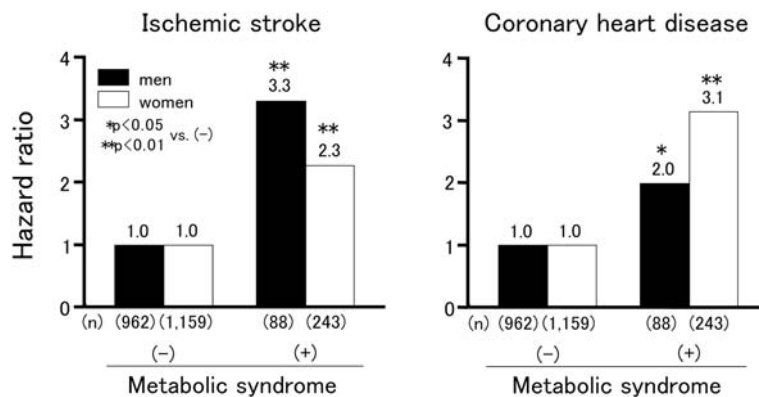 Ischemic stroke
Hazard ratio
4
3
2
1
0
men
women
*p<0.05
**p<0.01
vs. (-)
1.0
1.0
**
3.3
**
2.3
(n) (962) (1,159) (88) (243)
(-) (+)
Metabolic syndrome
Coronary heart disease
4
3
2
1
0
1.0
1.0
*
2.0
**
3.1
(n) (962) (1,159) (88) (243)
(-) (+)
Metabolic syndrome